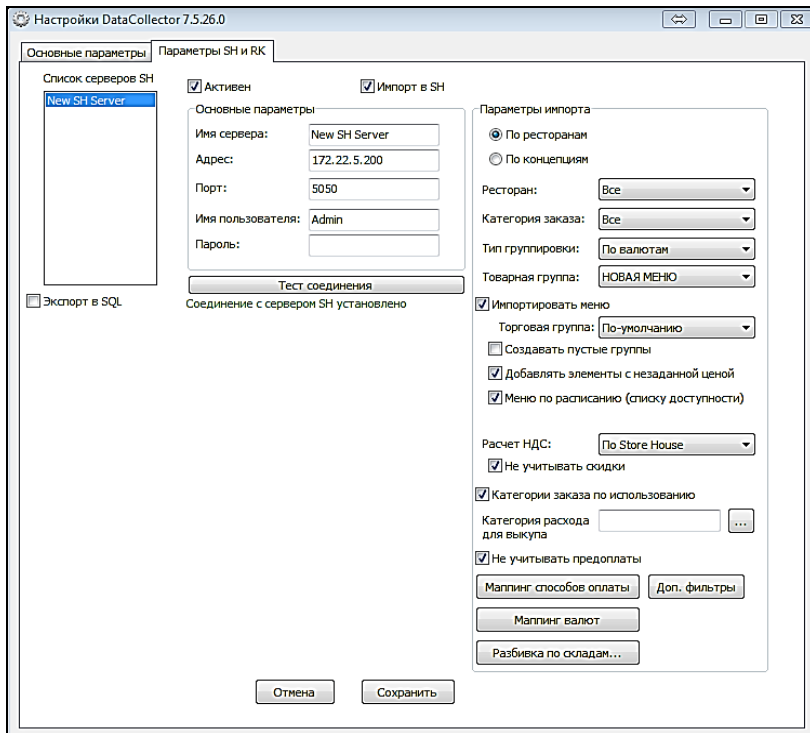 Настройки DataCollector 7.5.26.0
Основные параметры
Параметры SH и RK
Список серверов SH
New SH Server
Экспорт в SQL
Активен
Импорт в SH
Основные параметры
Имя сервера: New SH Server
Адрес: 172.22.5.200
Порт: 5050
Имя пользователя: Admin
Пароль:
Тест соединения
Соединение с сервером SH установлено
Параметры импорта
По ресторанам
По концепциям
Ресторан: Все
Категория заказа: Все
Тип группировки: По валютам
Товарная группа: НОВАЯ МЕНЮ
Импортировать меню
Торговая группа: По-умолчанию
Создавать пустые группы
Добавлять элементы с незаданной ценой
Меню по расписанию (списку доступности)
Расчет НДС: По Store House
Не учитывать скидки
Категории заказа по использованию
Категория расхода
для выкупа
...
Не учитывать предоплаты
Маппинг способов оплаты
Доп. фильтры
Маппинг валют
Разбивка по складам...
Отмена
Сохранить